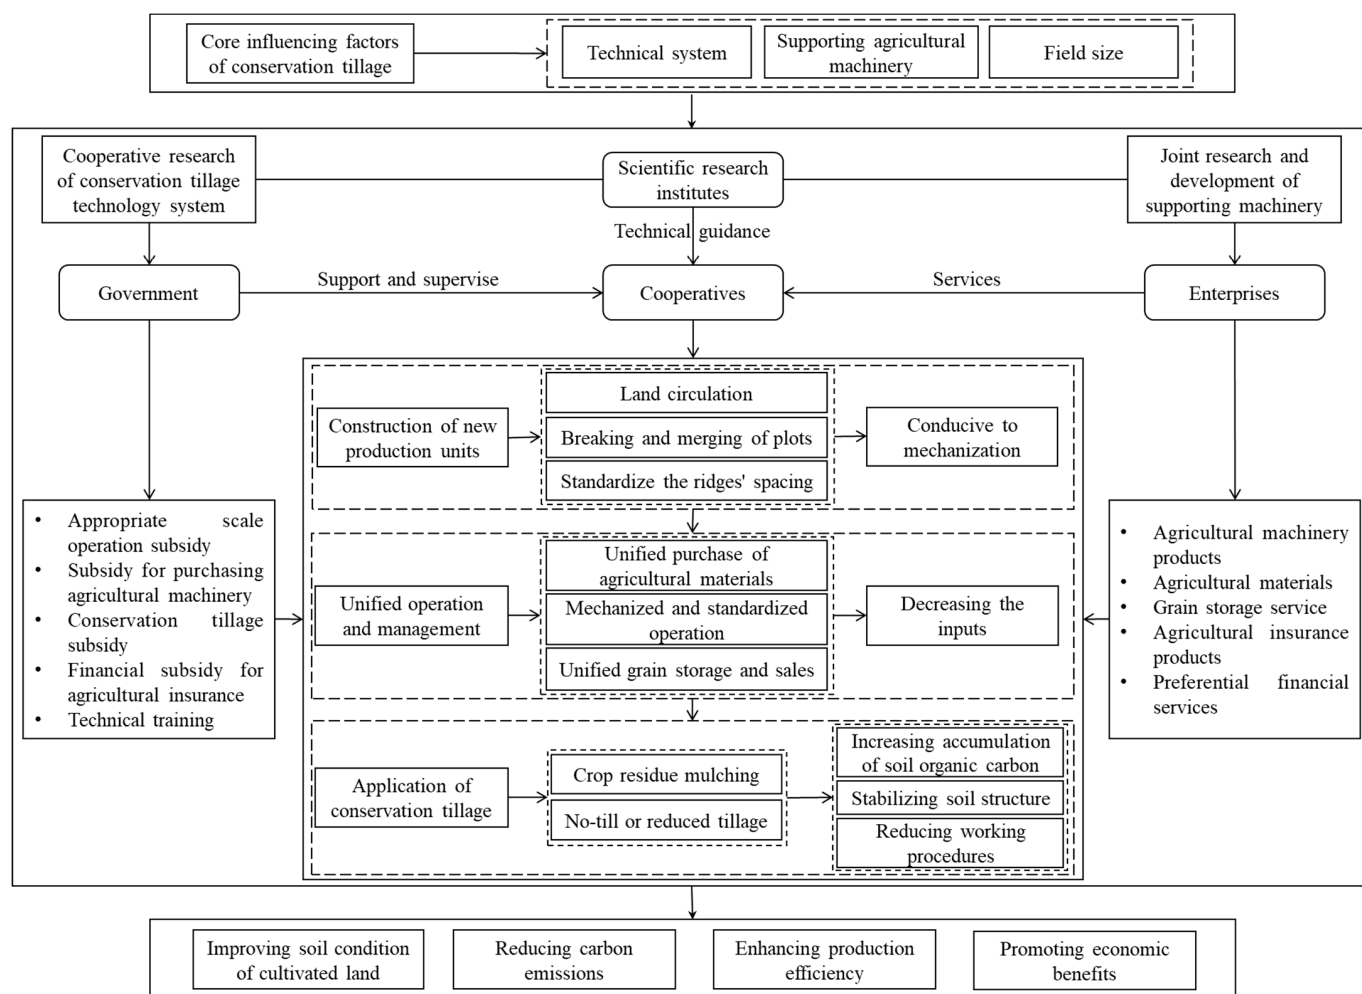 Core influencing factors
of conservation tillage
Technical system
Supporting agricultural
machinery
Field size
Cooperative research
of conservation tillage
technology system
Scientific research
institutes
Joint research and
development of
supporting machinery
Technical guidance
Government
Support and supervise
Cooperatives
Services
Enterprises
Construction of new
production units
Land circulation
Breaking and merging of plots
Standardize the ridges' spacing
Conducive to
mechanization
• Appropriate scale
operation subsidy
• Subsidy for purchasing
agricultural machinery
• Conservation tillage
subsidy
• Financial subsidy for
agricultural insurance
• Technical training
Unified operation
and management
Unified purchase of
agricultural materials
Mechanized and standardized
operation
Unified grain storage and sales
Decreasing the
inputs
• Agricultural machinery
products
• Agricultural materials
• Grain storage service
• Agricultural insurance
products
• Preferential financial
services
Application of
conservation tillage
Crop residue mulching
No-till or reduced tillage
Increasing accumulation
of soil organic carbon
Stabilizing soil structure
Reducing working
procedures
Improving soil condition
of cultivated land
Reducing carbon
emissions
Enhancing production
efficiency
Promoting economic
benefits